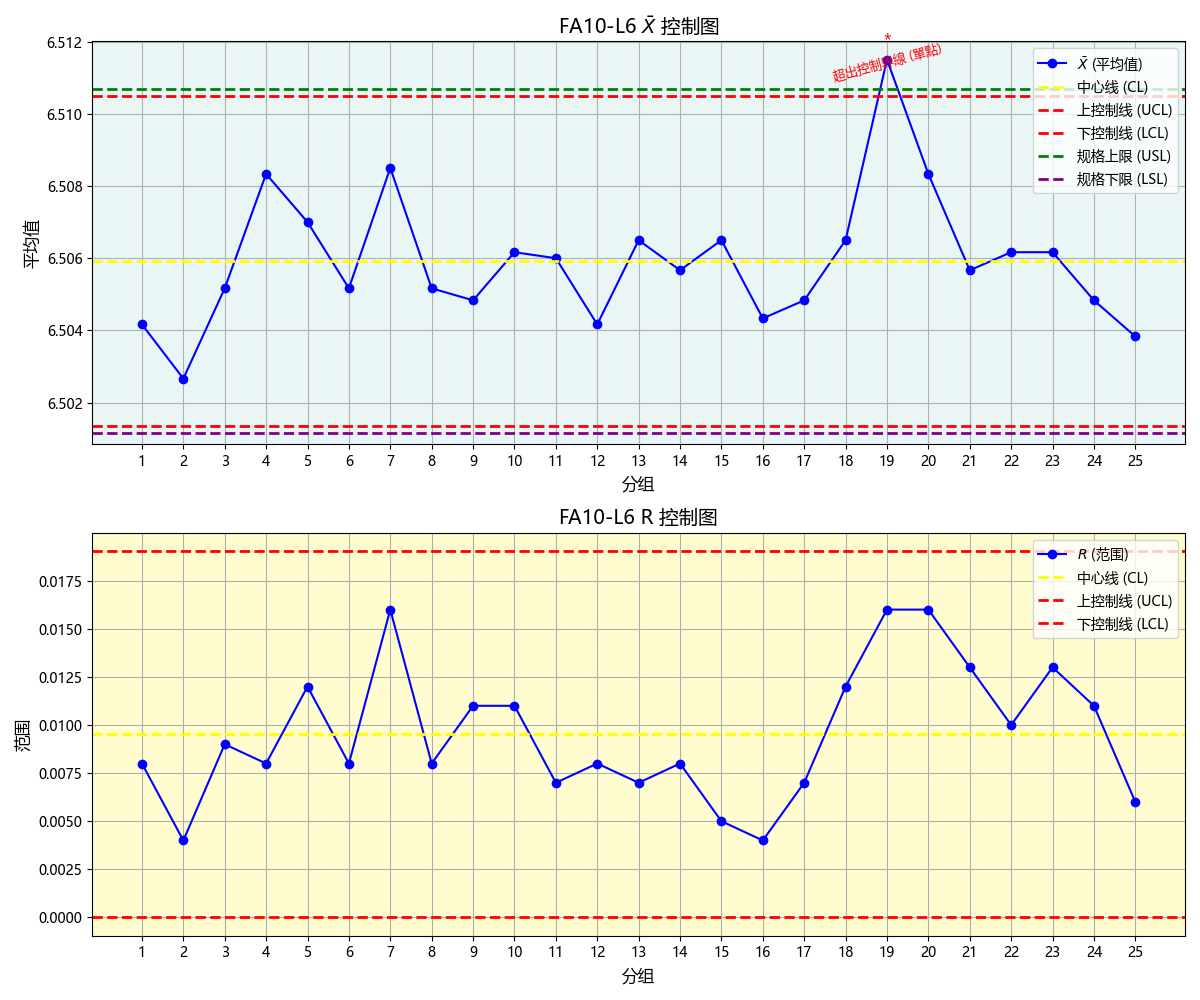 FA10-L6 X̄ 控制图
*
超出控制界線 (單點)
X̄ (平均值)
中心线 (CL)
上控制线 (UCL)
下控制线 (LCL)
规格上限 (USL)
规格下限 (LSL)
6.512
6.510
6.508
6.506
6.504
6.502
平均值
1 2 3 4 5 6 7 8 9 10 11 12 13 14 15 16 17 18 19 20 21 22 23 24 25
分组
FA10-L6 R 控制图
R (范围)
中心线 (CL)
上控制线 (UCL)
下控制线 (LCL)
0.0175
0.0150
0.0125
0.0100
0.0075
0.0050
0.0025
0.0000
范围
1 2 3 4 5 6 7 8 9 10 11 12 13 14 15 16 17 18 19 20 21 22 23 24 25
分组